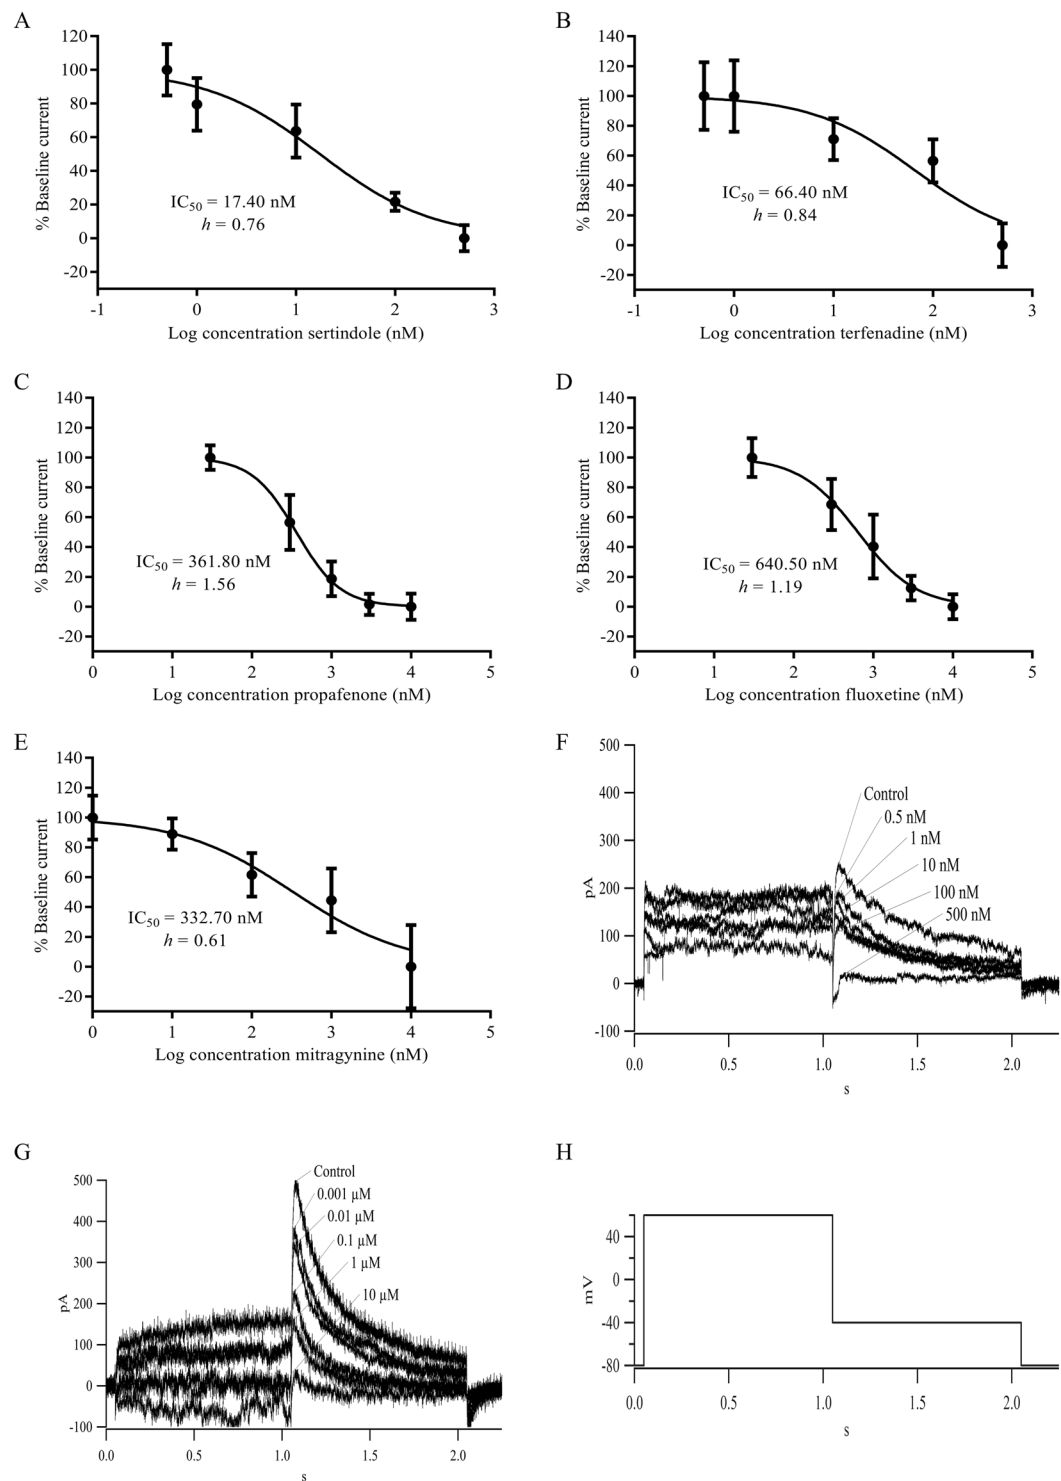 A
120
100
80
60
40
20
0
-20
% Baseline current
IC50 = 17.40 nM
h = 0.76
-1 0 1 2 3
Log concentration sertindole (nM)
B
140
120
100
80
60
40
20
0
-20
% Baseline current
IC50 = 66.40 nM
h = 0.84
-1 0 1 2 3
Log concentration terfenadine (nM)
C
140
120
100
80
60
40
20
0
-20
% Baseline current
IC50 = 361.80 nM
h = 1.56
0 1 2 3 4 5
Log concentration propafenone (nM)
D
140
120
100
80
60
40
20
0
-20
% Baseline current
IC50 = 640.50 nM
h = 1.19
0 1 2 3 4 5
Log concentration fluoxetine (nM)
E
140
120
100
80
60
40
20
0
-20
% Baseline current
IC50 = 332.70 nM
h = 0.61
0 1 2 3 4 5
Log concentration mitragynine (nM)
F
500
400
300
200
100
0
-100
pA
Control
0.5 nM
1 nM
10 nM
100 nM
500 nM
0.0 0.5 1.0 1.5 2.0
s
G
500
400
300
200
100
0
-100
pA
Control
0.001 µM
0.01 µM
0.1 µM
1 µM
10 µM
0.0 0.5 1.0 1.5 2.0
s
H
40
0
-40
-80
mV
0.0 0.5 1.0 1.5 2.0
s